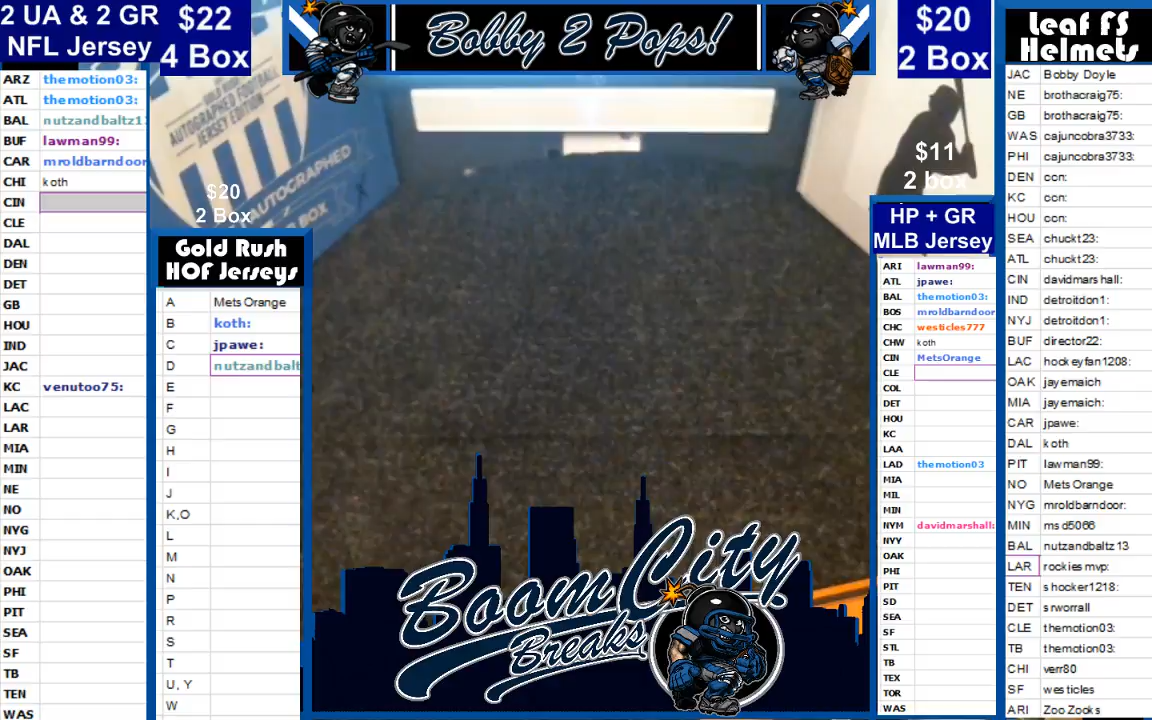 2 UA & 2 GR
NFL Jersey
$22
4 Box
Bobby 2 Pops!
$20
2 Box
Leaf FS
Helmets
ARZ themotion03:
ATL themotion03:
BAL nutzandbaltz1
BUF lawman99:
CAR mroldbarndoor
CHI koth
CIN
CLE
DAL
DEN
DET
GB
HOU
IND
JAC
KC venutoo75:
LAC
LAR
MIA
MIN
NE
NO
NYG
NYJ
OAK
PHI
PIT
SEA
SF
TB
TEN
WAS
AUTOGRAPHED FOOTBALL
JERSEY EDITION
AUTOGRAPHED
BOX
$20
2 Box
Gold Rush
HOF Jerseys
A Mets Orange
B koth:
C jpawe:
D nutzandbalt
E
F
G
H
I
J
K,O
L
M
N
P
R
S
T
U, Y
W
Boom City
Breaks
$11
2 box
HP + GR
MLB Jersey
ARI lawman99:
ATL jpawe:
BAL themotion03:
BOS mroldbarndoor
CHC westicles777
CHW koth
CIN MetsOrange
CLE
COL
DET
HOU
KC
LAA
LAD themotion03
MIA
MIL
MIN
NYM davidmarshall:
NYY
OAK
PHI
PIT
SD
SEA
SF
STL
TB
TEX
TOR
WAS
JAC Bobby Doyle
NE brothacraig75:
GB brothacraig75:
WAS cajuncobra3733:
PHI cajuncobra3733:
DEN ccn:
KC ccn:
HOU ccn:
SEA chuckt23:
ATL chuckt23:
CIN davidmarshall:
IND detroitdon1:
NYJ detroitdon1:
BUF director22:
LAC hockeyfan1208:
OAK jayemaich
MIA jayemaich:
CAR jpawe:
DAL koth
PIT lawman99:
NO Mets Orange
NYG mroldbarndoor:
MIN msd5066
BAL nutzandbaltz13
LAR rockies mvp:
TEN shocker1218:
DET srworrall
CLE themotion03:
TB themotion03:
CHI verr80
SF westicles
ARI Zoo Zooks